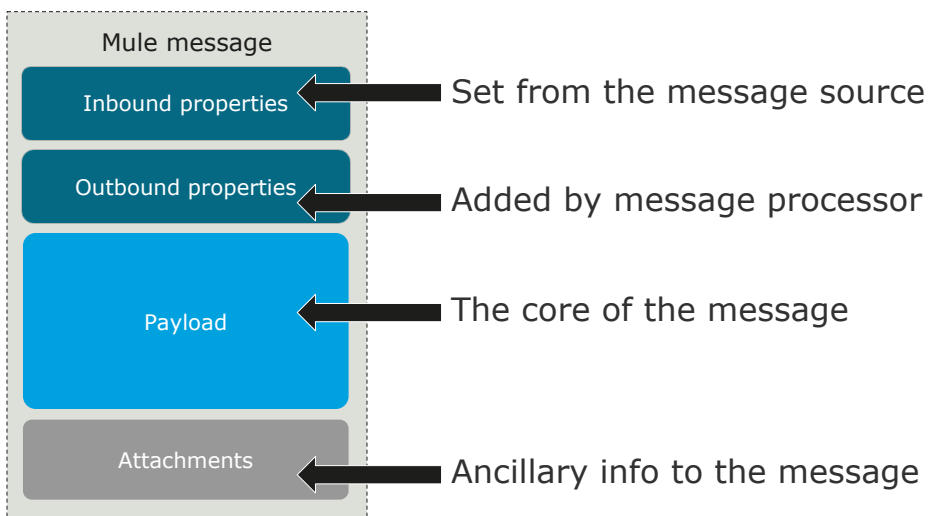 Mule message
Inbound properties
Set from the message source
Outbound properties
Added by message processor
Payload
The core of the message
Attachments
Ancillary info to the message